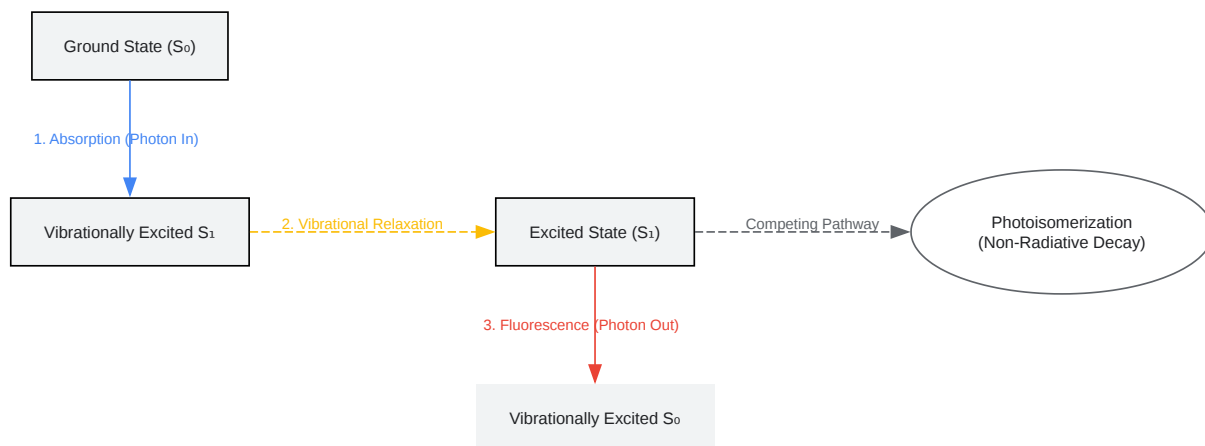 Ground State (S₀)
1. Absorption (Photon In)
Vibrationally Excited S₁
2. Vibrational Relaxation
Excited State (S₁)
Competing Pathway
Photoisomerization
(Non-Radiative Decay)
3. Fluorescence (Photon Out)
Vibrationally Excited S₀